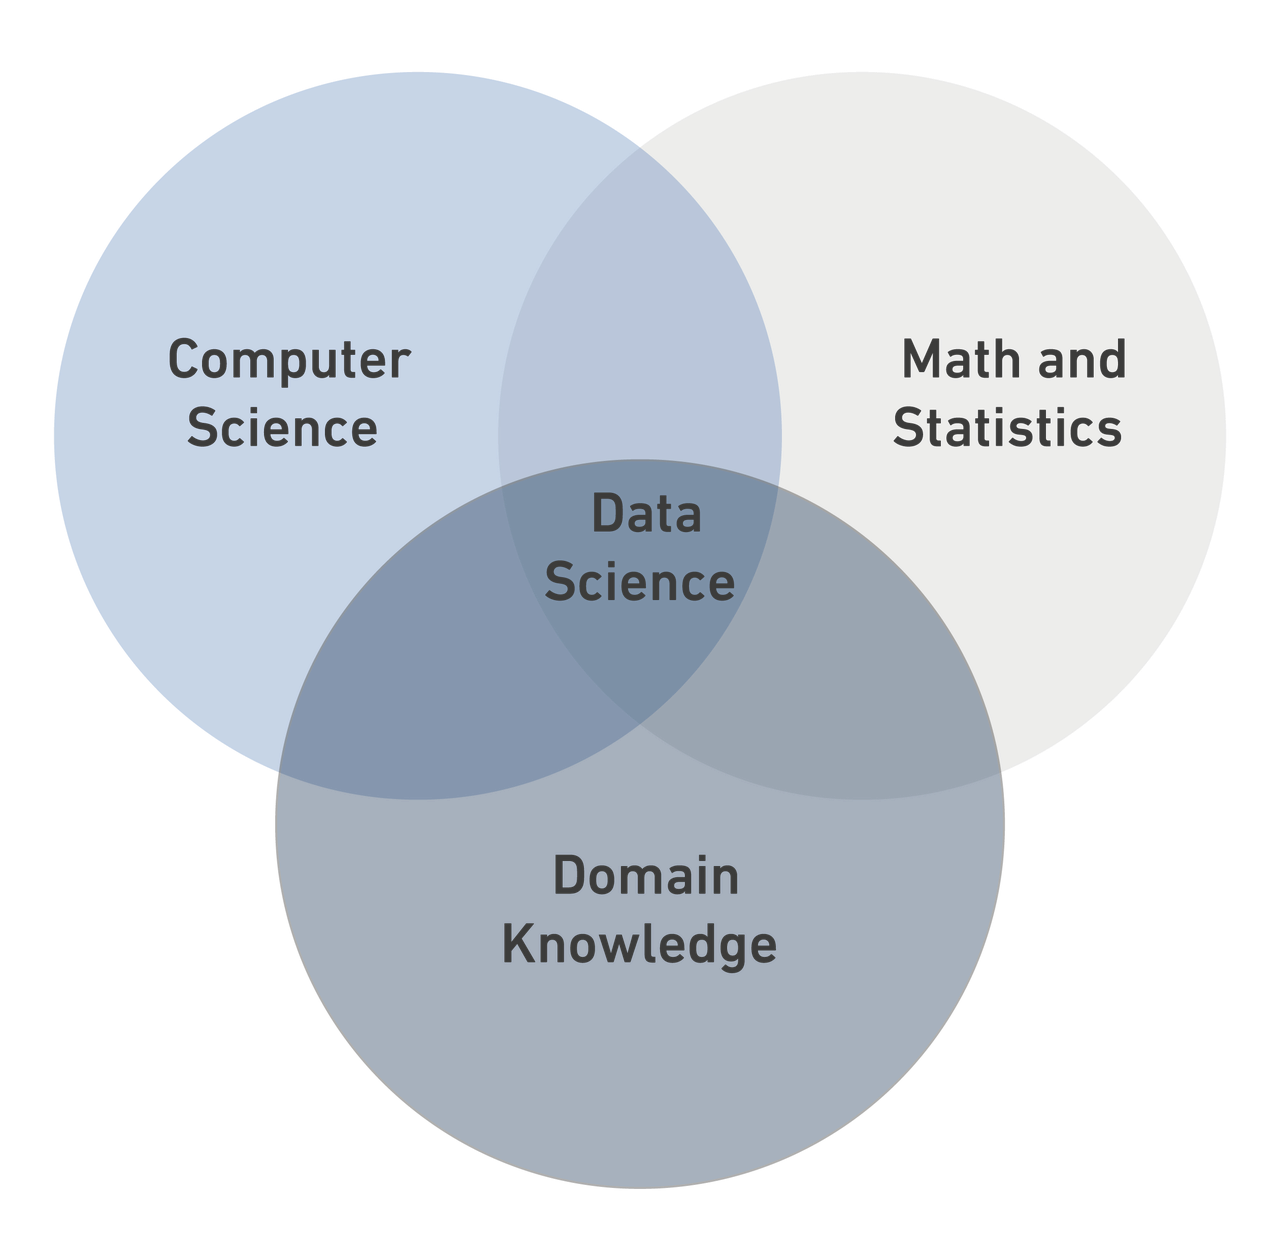 Computer
Science
Math and
Statistics
Data
Science
Domain
Knowledge